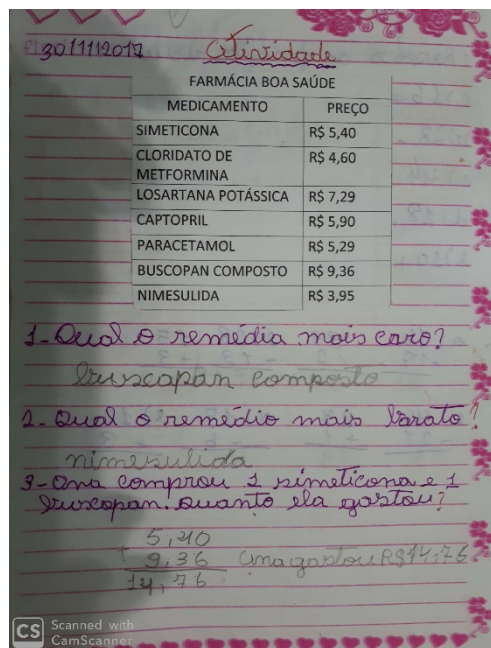 30/11/2017 Atividade
FARMÁCIA BOA SAÚDE
MEDICAMENTO PREÇO
SIMETICONA R$ 5,40
CLORIDATO DE METFORMINA R$ 4,60
LOSARTANA POTÁSSICA R$ 7,29
CAPTOPRIL R$ 5,90
PARACETAMOL R$ 5,29
BUSCOPAN COMPOSTO R$ 9,36
NIMESULIDA R$ 3,95
1-Qual o remédia mais caro?
buscapan composto
2-Qual o remédio mais barato?
nimesulida
3-Ana comprou 1 simeticona e 1
buscopan. Quanto ela gastou?
5,40
+ 9,36 Ana gastou R$14,76
14,76
CS Scanned with
CamScanner